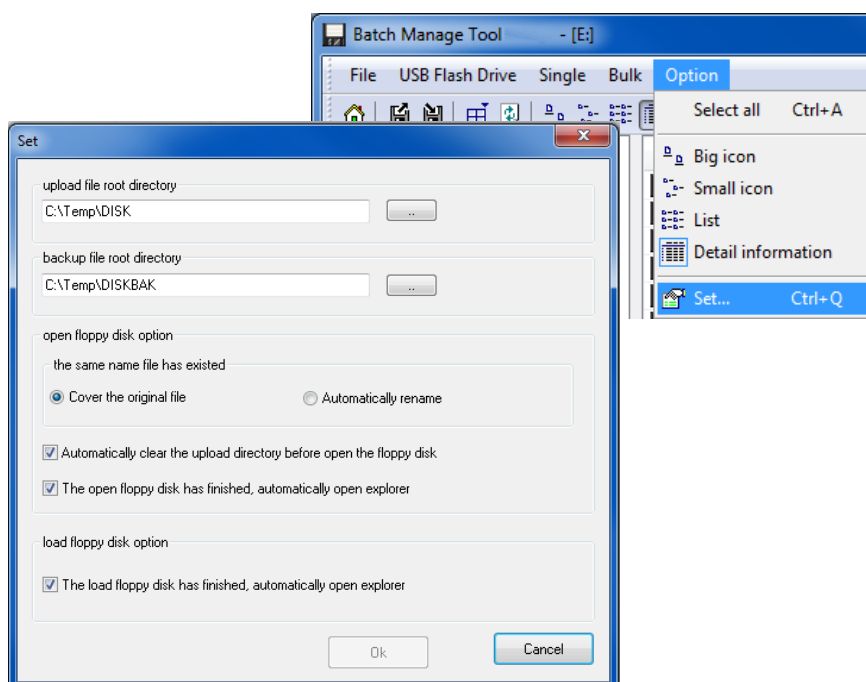 Batch Manage Tool - [E:]
File USB Flash Drive Single Bulk Option
Select all Ctrl+A
Big icon
Small icon
List
Detail information
Set... Ctrl+Q
Set
upload file root directory
C:\Temp\DISK
..
backup file root directory
C:\Temp\DISKBAK
..
open floppy disk option
the same name file has existed
Cover the original file Automatically rename
Automatically clear the upload directory before open the floppy disk
The open floppy disk has finished, automatically open explorer
load floppy disk option
The load floppy disk has finished, automatically open explorer
Ok Cancel